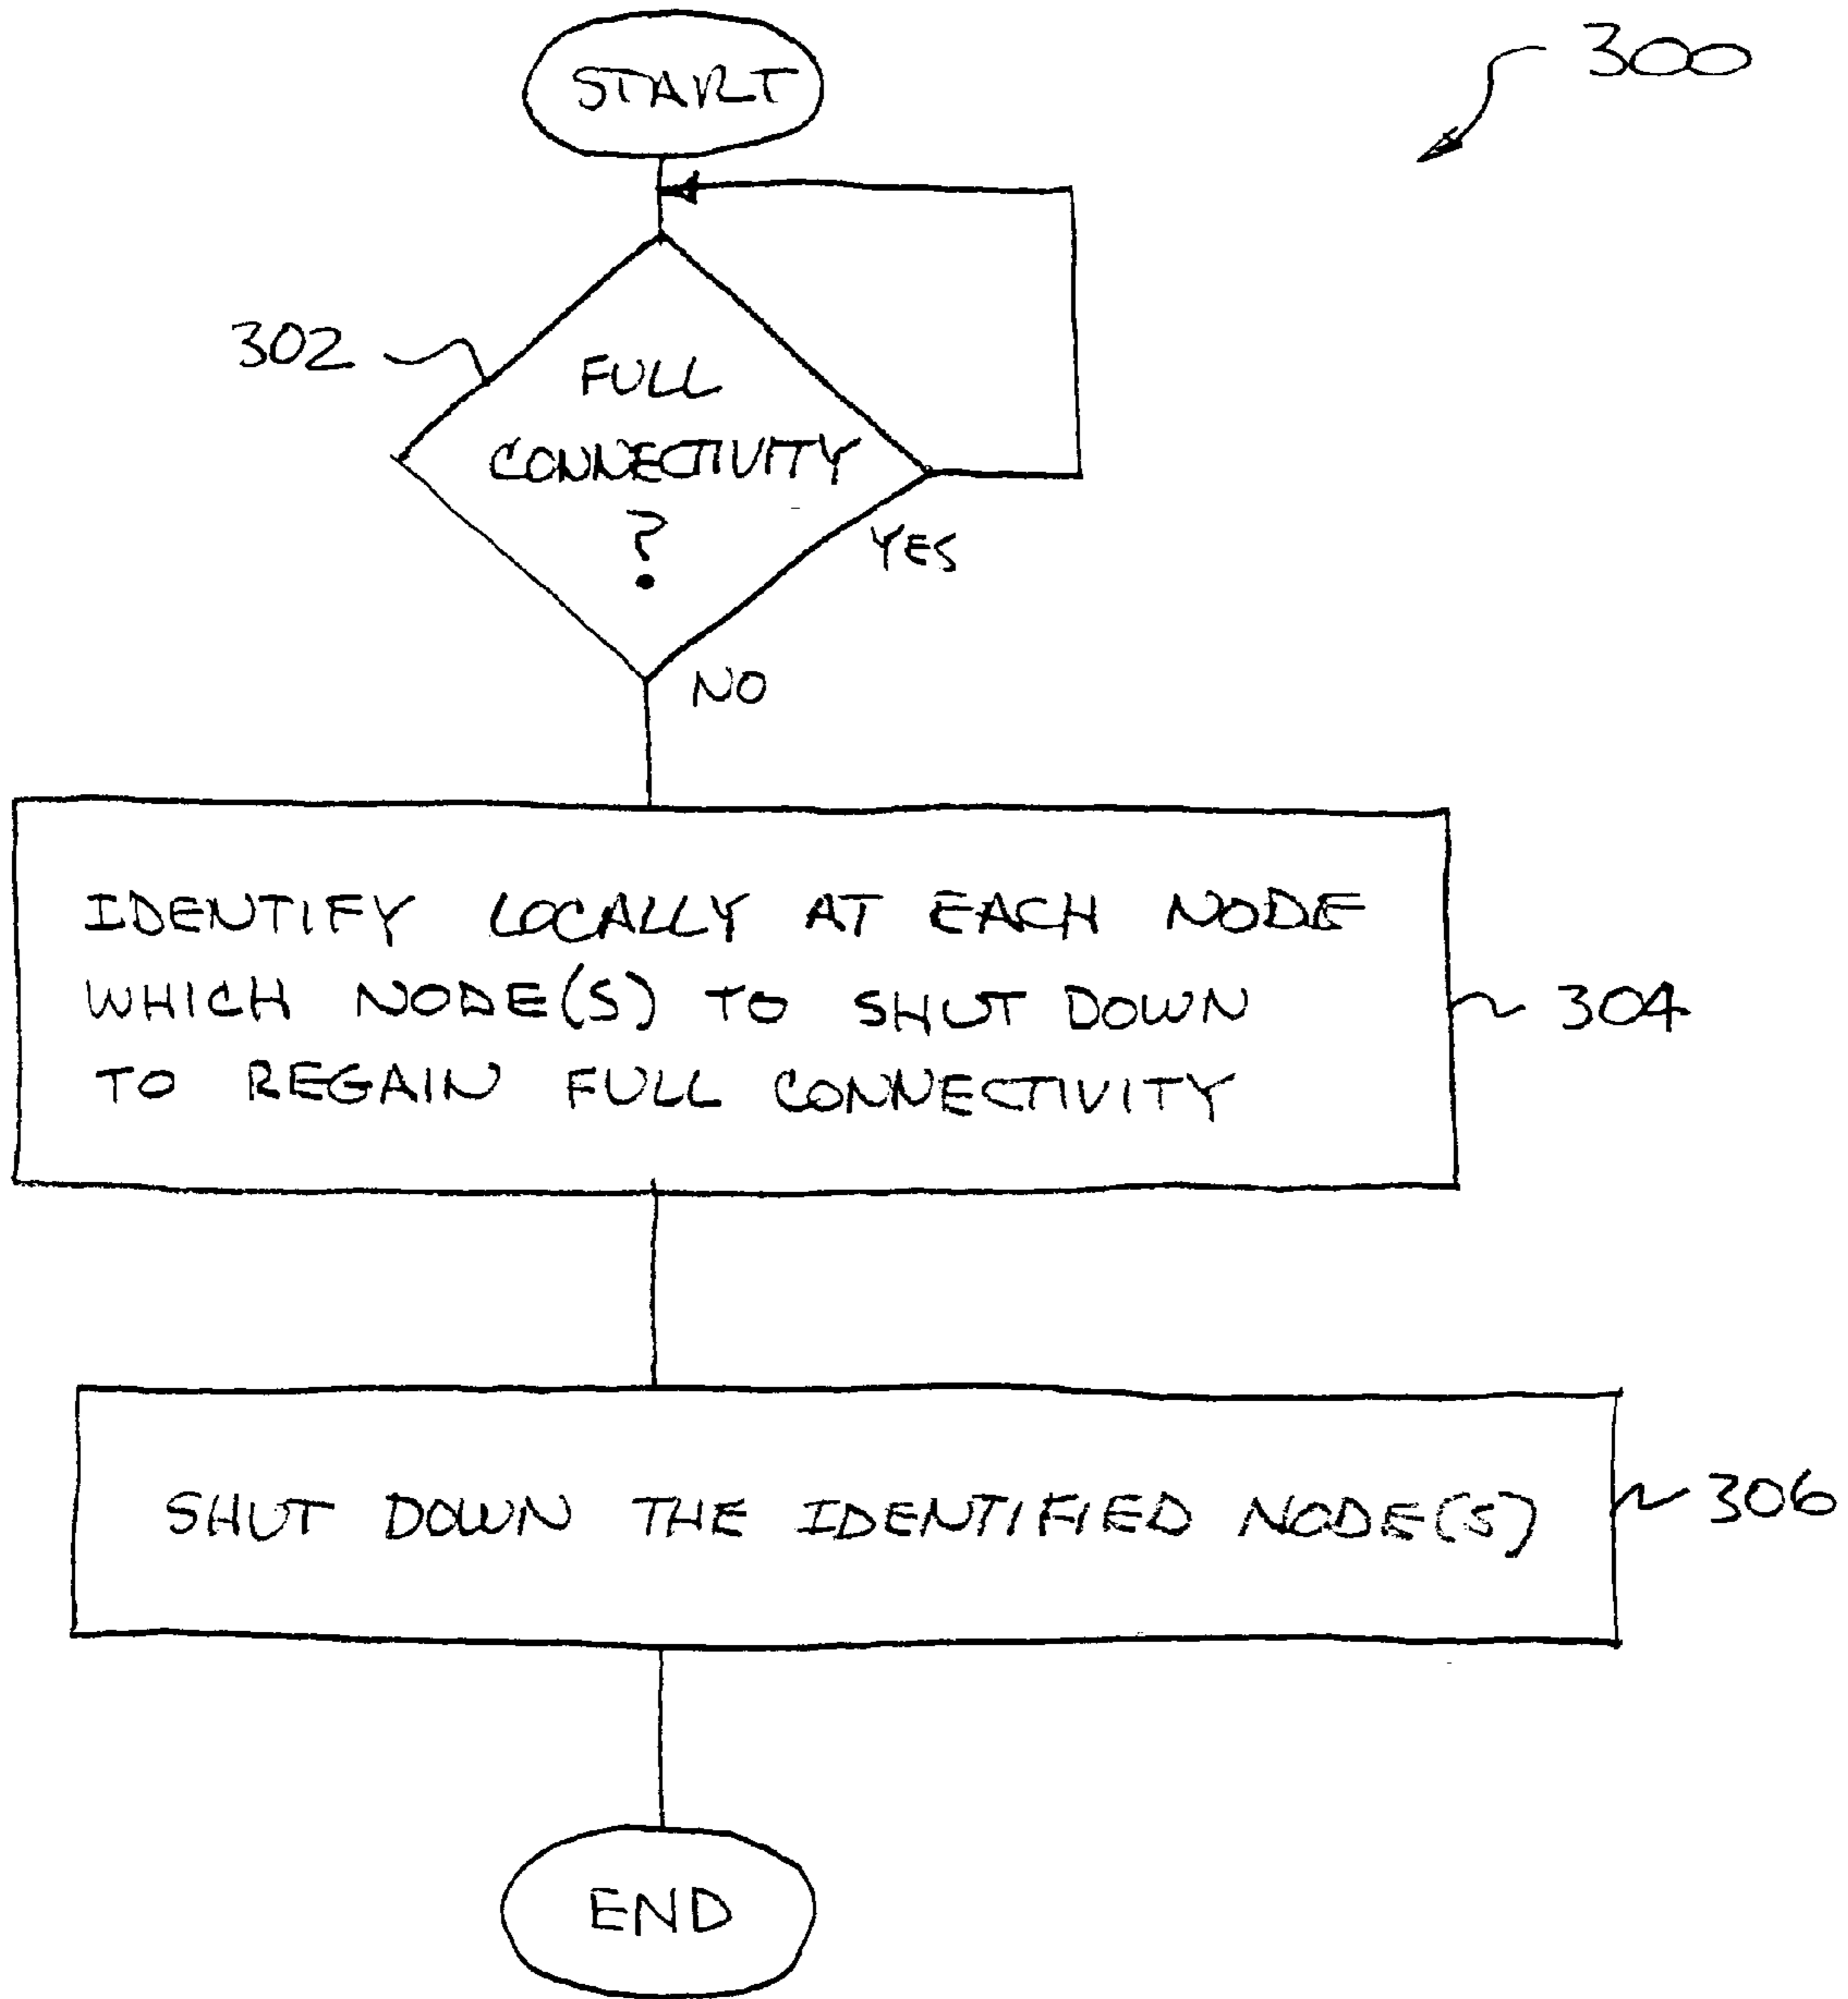 START
300
302
FULL
CONNECTIVITY
?
YES
NO
IDENTIFY LOCALLY AT EACH NODE
WHICH NODE(S) TO SHUT DOWN
TO REGAIN FULL CONNECTIVITY
304
SHUT DOWN THE IDENTIFIED NODE(S)
306
END